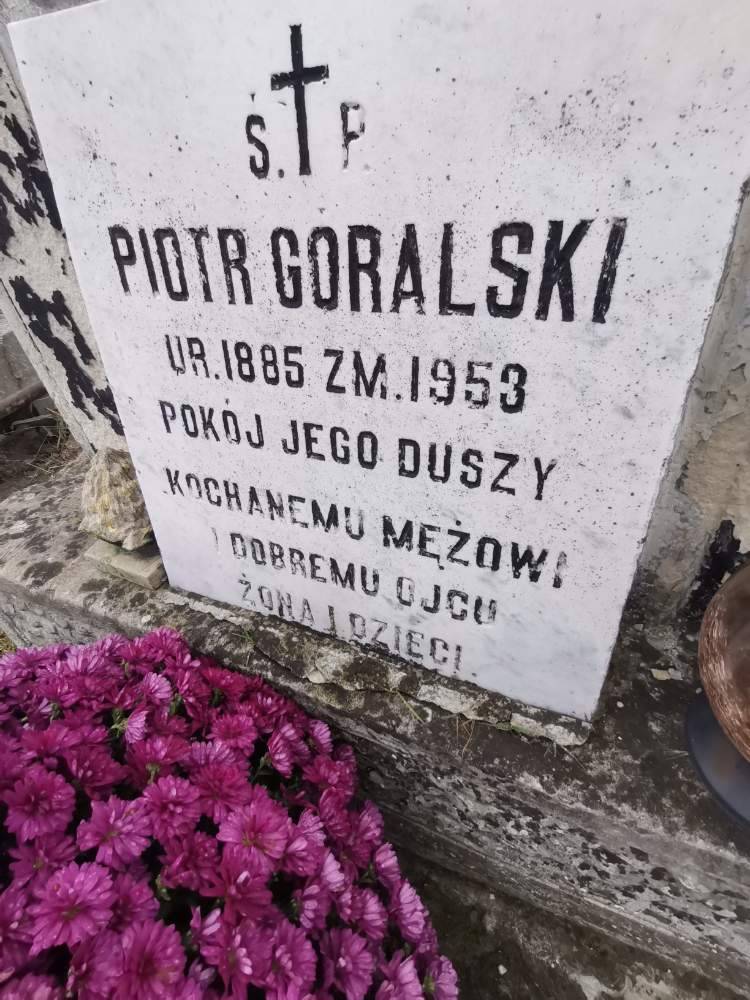 Ś. P.
PIOTR GORALSKI
UR. 1885 ZM. 1953
POKÓJ JEGO DUSZY
KOCHANEMU MĘŻOWI
I DOBREMU OJCU
ŻONA I DZIECI.